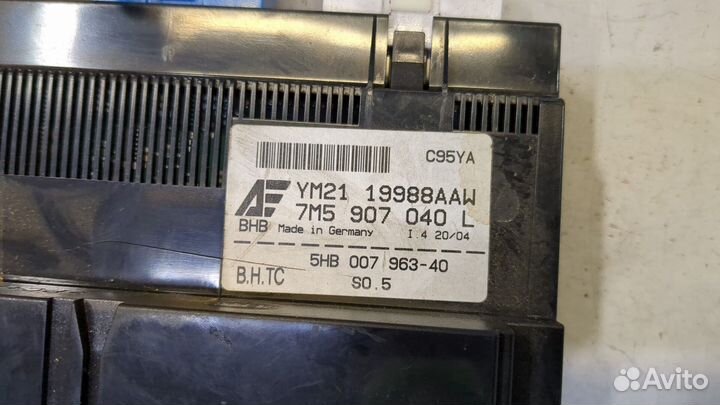 C95YA
AF YM21 19988AAW
7M5 907 040 L
BHB Made in Germany I.4 20/04
5HB 007 963-40
B.H.TC S0.5
Avito